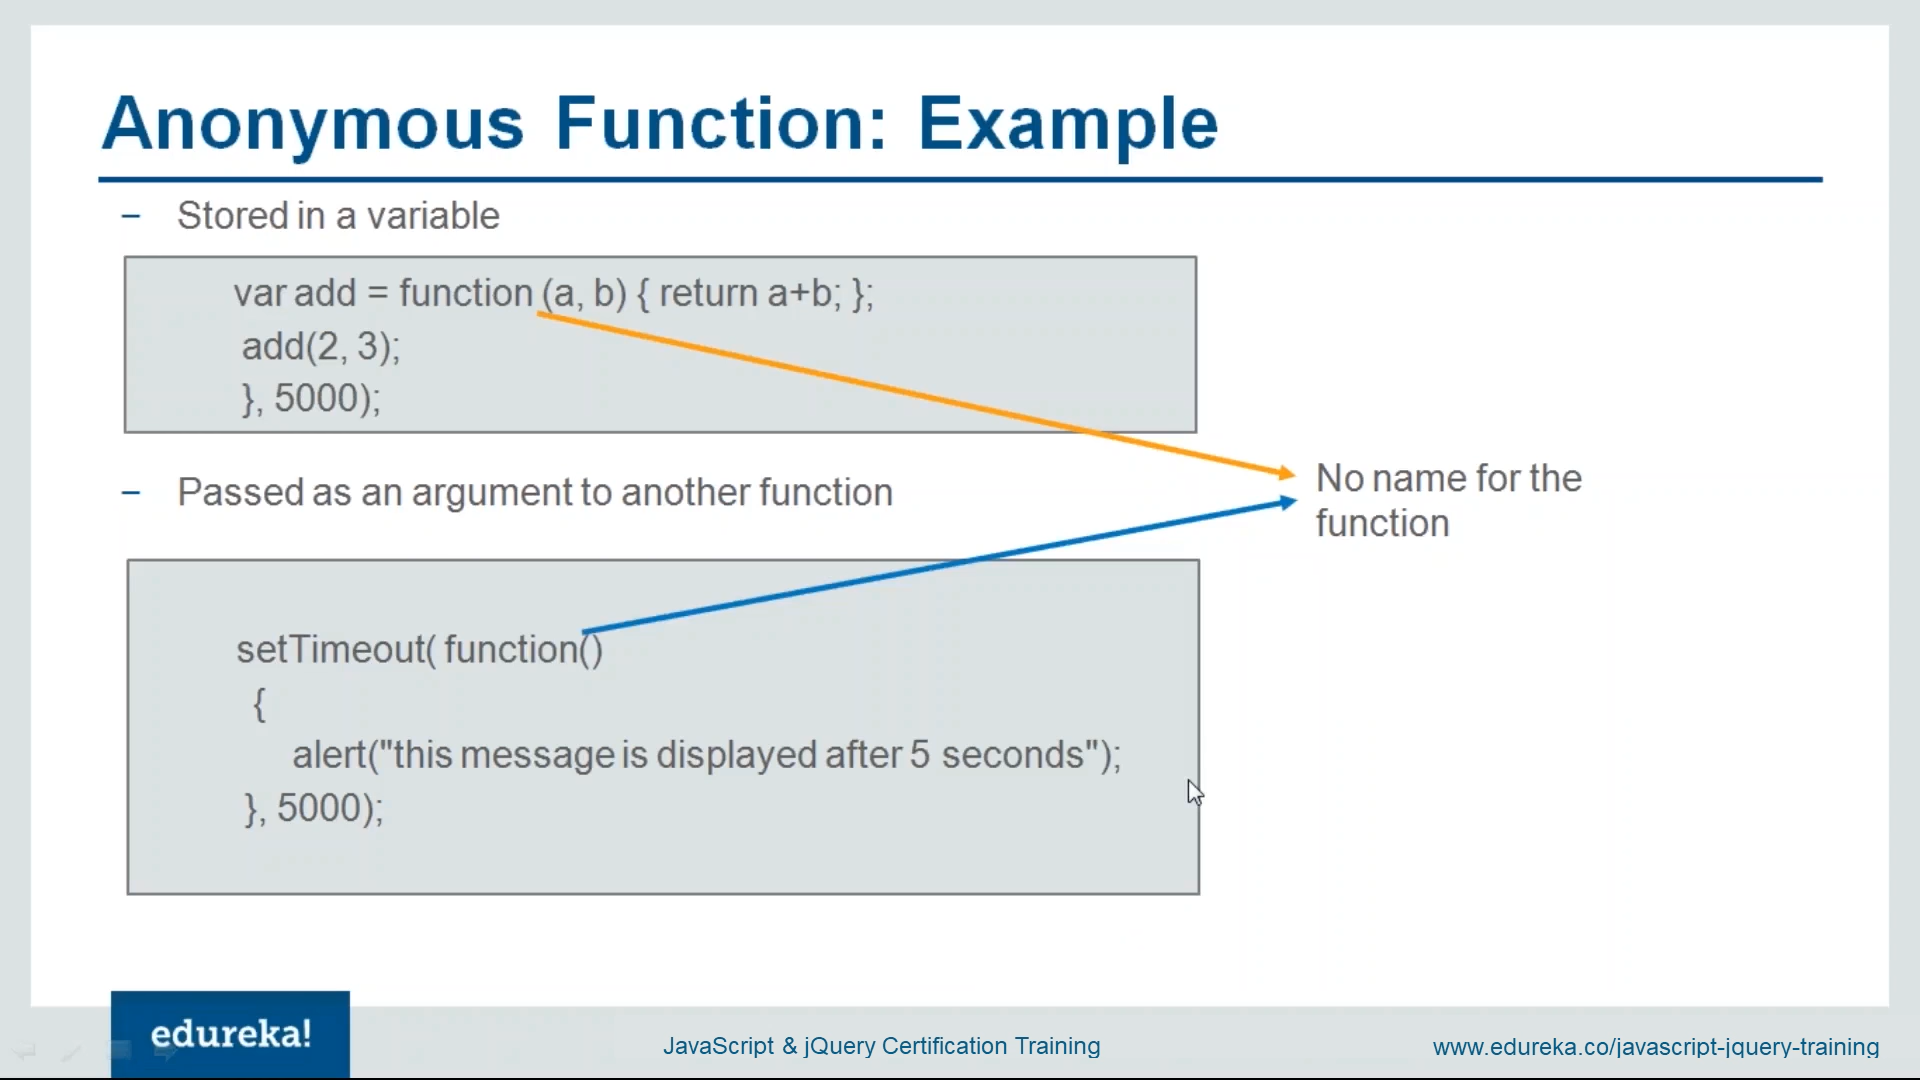 Anonymous Function: Example
– Stored in a variable
var add = function (a, b) { return a+b; };
add(2, 3);
}, 5000);
– Passed as an argument to another function
No name for the
function
setTimeout( function()
{
alert("this message is displayed after 5 seconds");
}, 5000);
edureka!
JavaScript & jQuery Certification Training
www.edureka.co/javascript-jquery-training